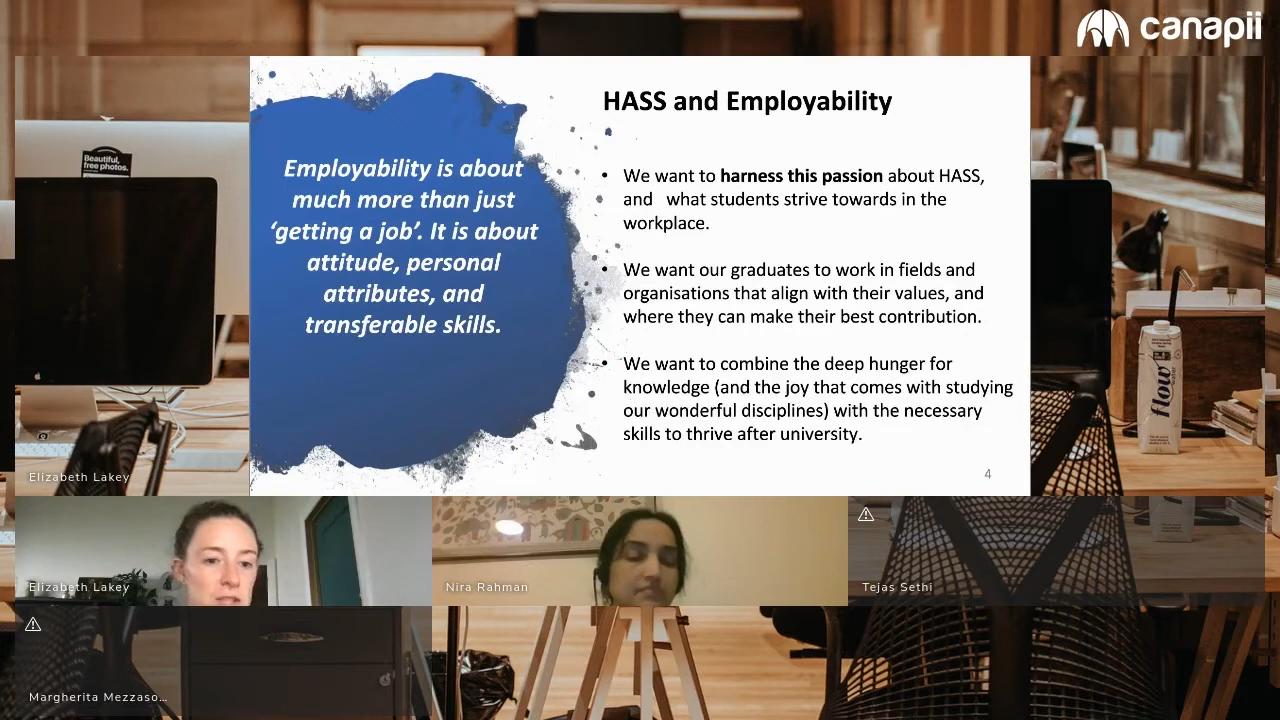 canapii
HASS and Employability
Employability is about
much more than just
‘getting a job’. It is about
attitude, personal
attributes, and
transferable skills.
• We want to harness this passion about HASS,
and what students strive towards in the
workplace.
• We want our graduates to work in fields and
organisations that align with their values, and
where they can make their best contribution.
• We want to combine the deep hunger for
knowledge (and the joy that comes with studying
our wonderful disciplines) with the necessary
skills to thrive after university.
4
Beautiful,
free photos.
flow
Elizabeth Lakey
Elizabeth Lakey
Nira Rahman
Tejas Sethi
Margherita Mezzaso...